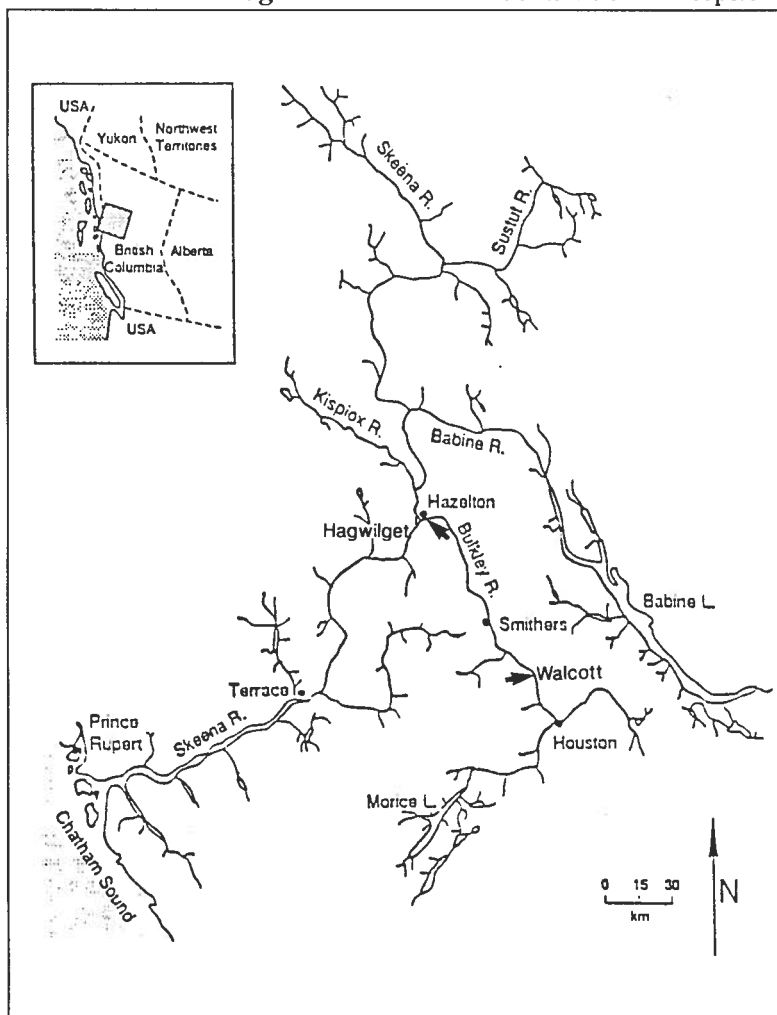 USA
Yukon
Northwest
Territories
British
Columbia
Alberta
USA
Skeena R.
Sustut R.
Kispiox R.
Babine R.
Hazelton
Hagwilget
Bulkley R.
Babine L.
Smithers
Walcott
Terrace
Prince
Rupert
Skeena R.
Houston
Morice L.
Chatham Sound
0 15 30
km
N